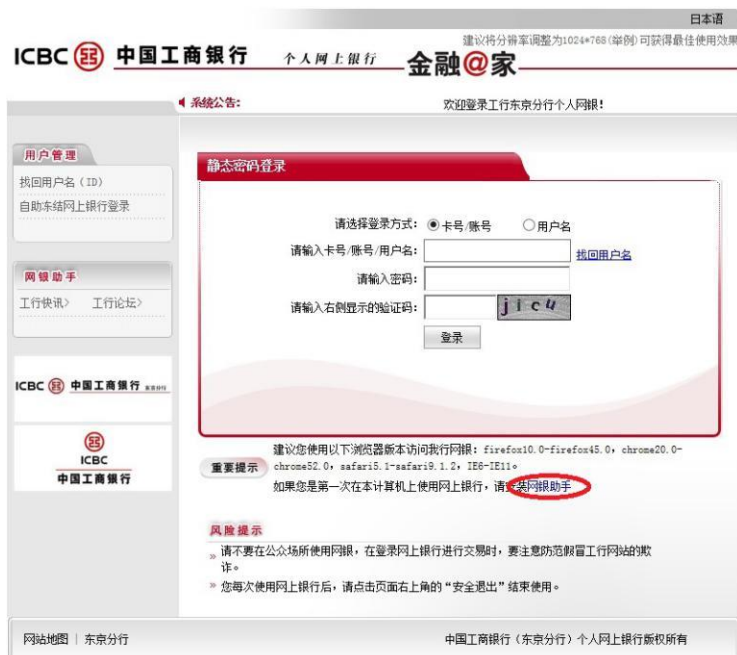 日本语
建议将分辨率调整为1024*768(举例)可获得最佳使用效果
ICBC 中国工商银行 个人网上银行 金融@家
系统公告： 欢迎登录工行东京分行个人网银！
用户管理
找回用户名（ID）
自助冻结网上银行登录
网银助手
工行快讯> 工行论坛>
ICBC 中国工商银行
ICBC
中国工商银行
静态密码登录
请选择登录方式： 卡号/账号 用户名
请输入卡号/账号/用户名： 找回用户名
请输入密码：
请输入右侧显示的验证码： jicu
登录
重要提示
建议您使用以下浏览器版本访问我行网银：firefox10.0-firefox45.0，chrome20.0-
chrome52.0，safari5.1-safari9.1.2，IE6-IE11。
如果您是第一次在本计算机上使用网上银行，请安装网银助手
风险提示
» 请不要在公众场所使用网银，在登录网上银行进行交易时，要注意防范假冒工行网站的欺
诈。
» 您每次使用网上银行后，请点击页面右上角的“安全退出”结束使用。
网站地图 | 东京分行 中国工商银行（东京分行）个人网上银行版权所有